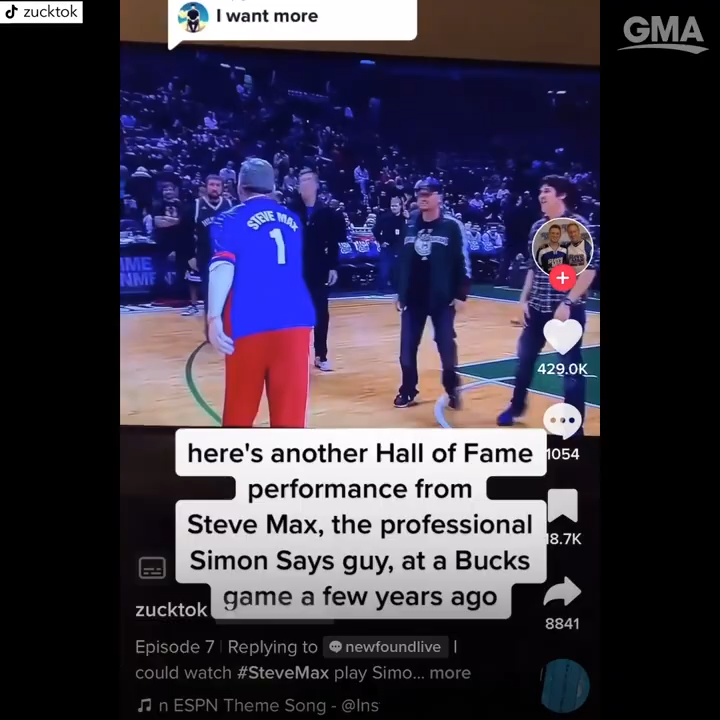 zucktok
I want more
GMA
STEVE MAX
1
here's another Hall of Fame
performance from
Steve Max, the professional
Simon Says guy, at a Bucks
game a few years ago
429.0K
1054
18.7K
8841
zucktok
Episode 7 | Replying to newfoundlive |
could watch #SteveMax play Simo... more
n ESPN Theme Song - @Ins